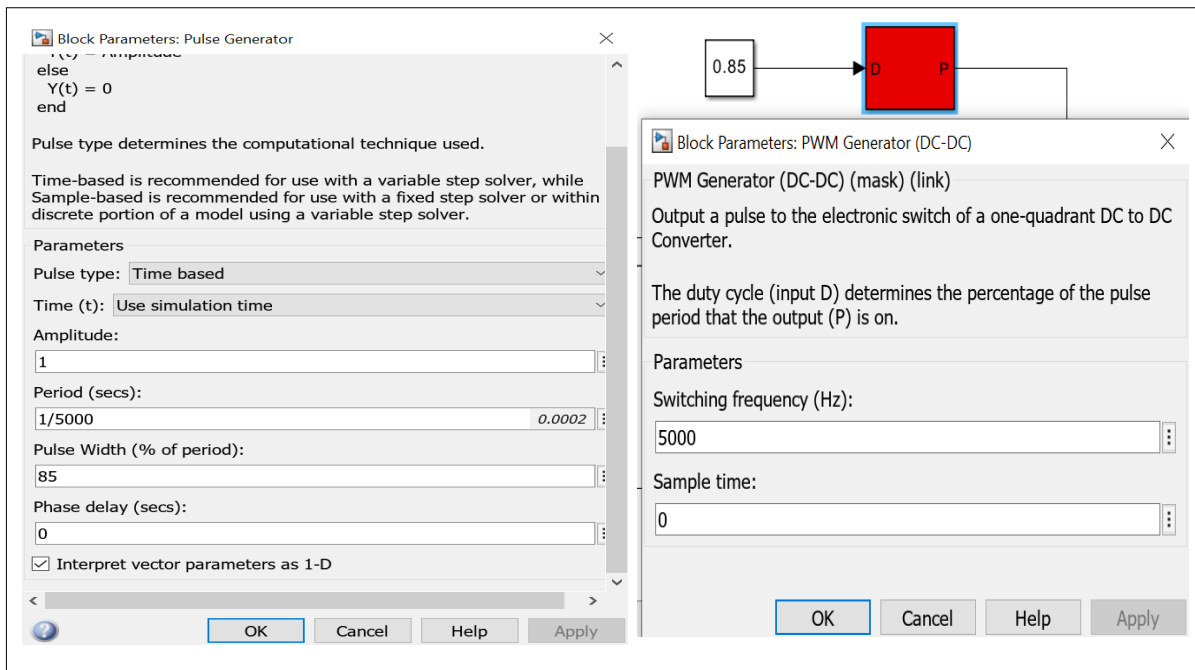 Block Parameters: Pulse Generator
Y(t) = Amplitude
else
Y(t) = 0
end
Pulse type determines the computational technique used.
Time-based is recommended for use with a variable step solver, while
Sample-based is recommended for use with a fixed step solver or within
discrete portion of a model using a variable step solver.
Parameters
Pulse type: Time based
Time (t): Use simulation time
Amplitude:
1
Period (secs):
1/5000 0.0002
Pulse Width (% of period):
85
Phase delay (secs):
0
Interpret vector parameters as 1-D
OK Cancel Help Apply
0.85
D P
Block Parameters: PWM Generator (DC-DC)
PWM Generator (DC-DC) (mask) (link)
Output a pulse to the electronic switch of a one-quadrant DC to DC
Converter.
The duty cycle (input D) determines the percentage of the pulse
period that the output (P) is on.
Parameters
Switching frequency (Hz):
5000
Sample time:
0
OK Cancel Help Apply